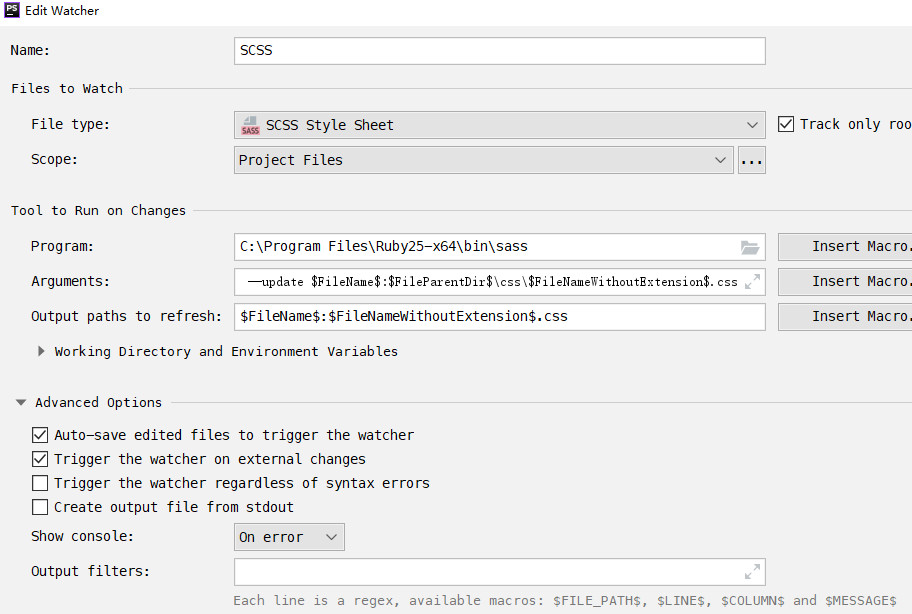 PS Edit Watcher
Name: SCSS
Files to Watch
File type: SASS SCSS Style Sheet Track only roo
Scope: Project Files ...
Tool to Run on Changes
Program: C:\Program Files\Ruby25-x64\bin\sass Insert Macro.
Arguments: --update $FileName$:$FileParentDir$\css\$FileNameWithoutExtension$.css Insert Macro.
Output paths to refresh: $FileName$:$FileNameWithoutExtension$.css Insert Macro.
Working Directory and Environment Variables
Advanced Options
Auto-save edited files to trigger the watcher
Trigger the watcher on external changes
Trigger the watcher regardless of syntax errors
Create output file from stdout
Show console: On error
Output filters:
Each line is a regex, available macros: $FILE_PATH$, $LINE$, $COLUMN$ and $MESSAGE$